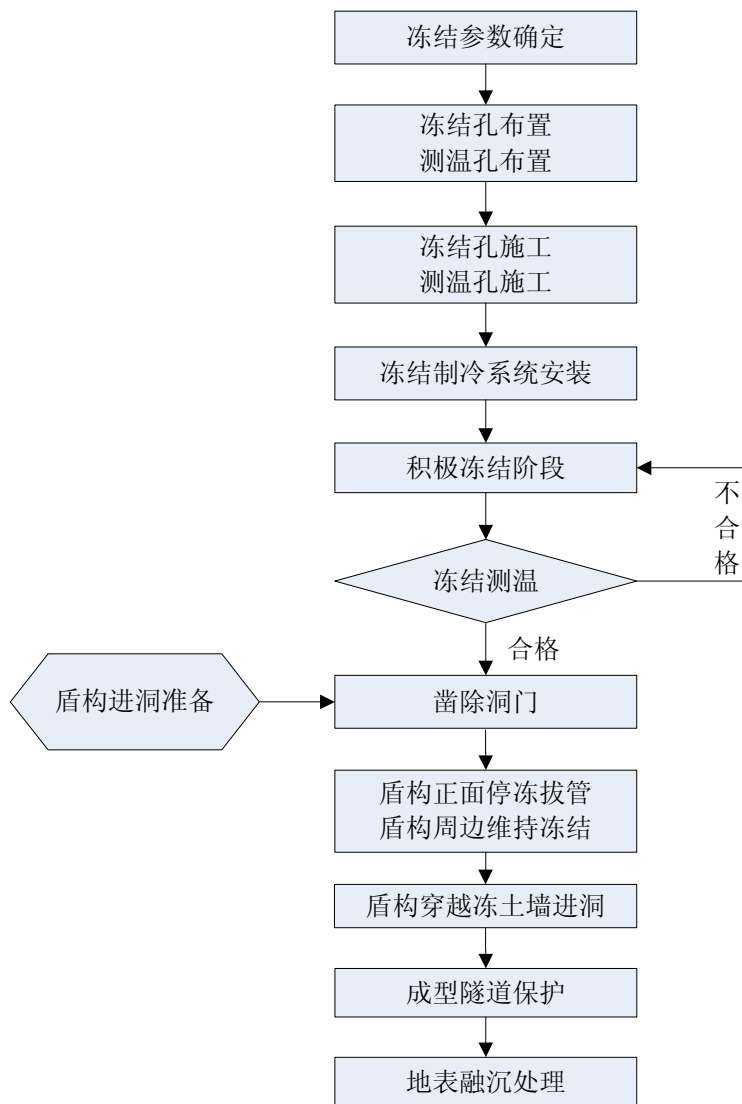 冻结参数确定
冻结孔布置
测温孔布置
冻结孔施工
测温孔施工
冻结制冷系统安装
积极冻结阶段
不
合
格
冻结测温
合格
盾构进洞准备
凿除洞门
盾构正面停冻拔管
盾构周边维持冻结
盾构穿越冻土墙进洞
成型隧道保护
地表融沉处理